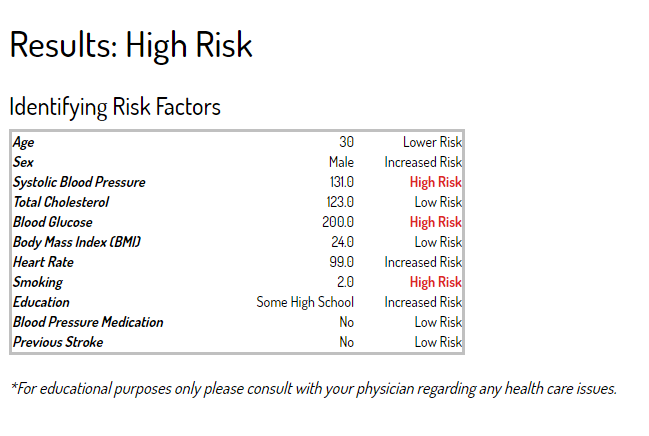 Results: High Risk
Identifying Risk Factors
Age 30 Lower Risk
Sex Male Increased Risk
Systolic Blood Pressure 131.0 High Risk
Total Cholesterol 123.0 Low Risk
Blood Glucose 200.0 High Risk
Body Mass Index (BMI) 24.0 Low Risk
Heart Rate 99.0 Increased Risk
Smoking 2.0 High Risk
Education Some High School Increased Risk
Blood Pressure Medication No Low Risk
Previous Stroke No Low Risk
*For educational purposes only please consult with your physician regarding any health care issues.